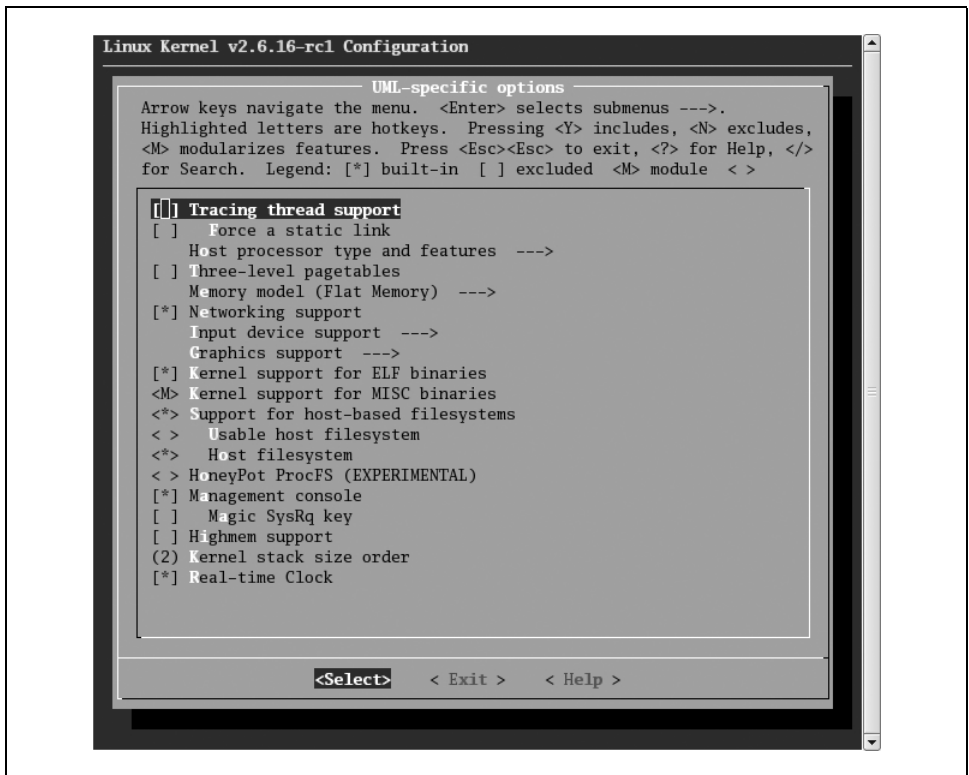 Linux Kernel v2.6.16-rc1 Configuration
UML-specific options
Arrow keys navigate the menu. <Enter> selects submenus --->.
Highlighted letters are hotkeys. Pressing <Y> includes, <N> excludes,
<M> modularizes features. Press <Esc><Esc> to exit, <?> for Help, </>
for Search. Legend: [*] built-in [ ] excluded <M> module < >
[ ] Tracing thread support
[ ] Force a static link
Host processor type and features --->
[ ] Three-level pagetables
Memory model (Flat Memory) --->
[*] Networking support
Input device support --->
Graphics support --->
[*] Kernel support for ELF binaries
<M> Kernel support for MISC binaries
<*> Support for host-based filesystems
< > Usable host filesystem
<*> Host filesystem
< > HoneyPot ProcFS (EXPERIMENTAL)
[*] Management console
[ ] Magic SysRq key
[ ] Highmem support
(2) Kernel stack size order
[*] Real-time Clock
<Select> < Exit > < Help >